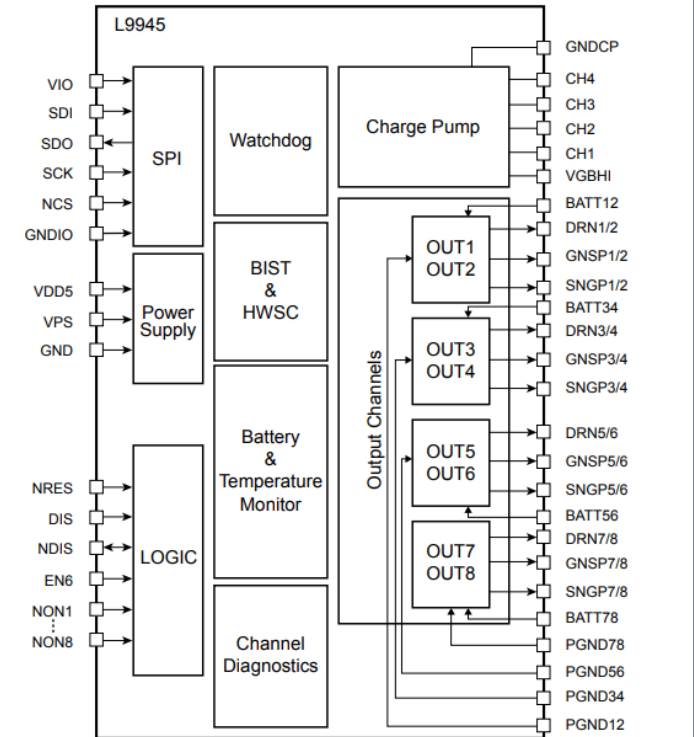 L9945
VIO
SDI
SDO
SCK
NCS
GNDIO
SPI
VDD5
VPS
GND
Power
Supply
NRES
DIS
NDIS
EN6
NON1
NON8
LOGIC
Watchdog
BIST
&
HWSC
Battery
&
Temperature
Monitor
Channel
Diagnostics
Charge Pump
Output Channels
OUT1
OUT2
OUT3
OUT4
OUT5
OUT6
OUT7
OUT8
GNDCP
CH4
CH3
CH2
CH1
VGBHI
BATT12
DRN1/2
GNSP1/2
SNGP1/2
BATT34
DRN3/4
GNSP3/4
SNGP3/4
DRN5/6
GNSP5/6
SNGP5/6
BATT56
DRN7/8
GNSP7/8
SNGP7/8
BATT78
PGND78
PGND56
PGND34
PGND12